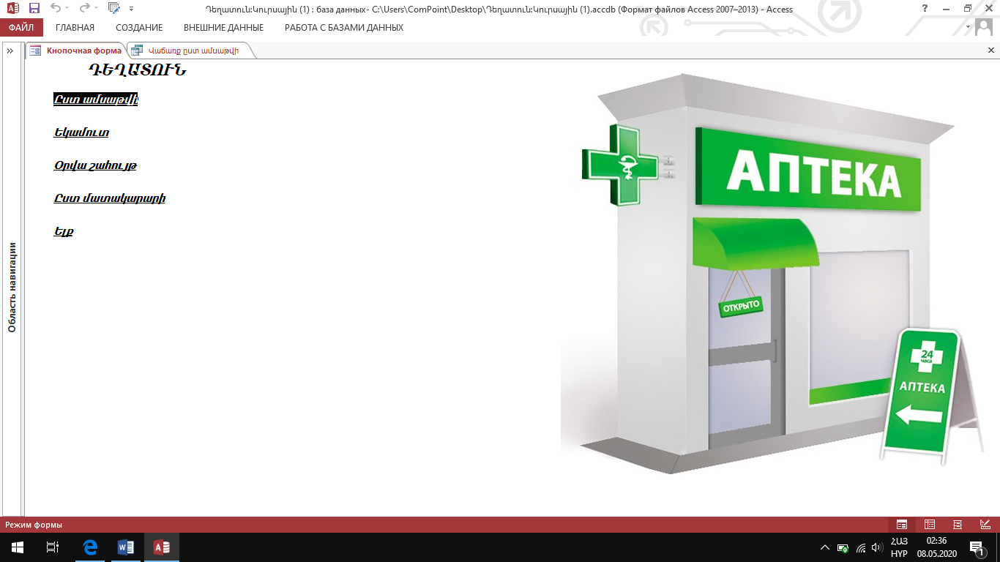 Դեղատուն:Կուրսային (1) : база данных- C:\Users\ComPoint\Desktop\Դեղատուն:Կուրսային (1).accdb (Формат файлов Access 2007–2013) - Access
ФАЙЛ ГЛАВНАЯ СОЗДАНИЕ ВНЕШНИЕ ДАННЫЕ РАБОТА С БАЗАМИ ДАННЫХ
Кнопочная форма Վաճառք ըստ ամսաթվի
ԴԵՂԱՏՈՒՆ
Ըստ ամսաթվի
Եկամուտ
Օրվա շահույթ
Ըստ մատակարարի
Ելք
Область навигации
АПТЕКА
ОТКРЫТО
24
часа
АПТЕКА
Режим формы
ՀԱՅ
HYP
02:36
08.05.2020
1